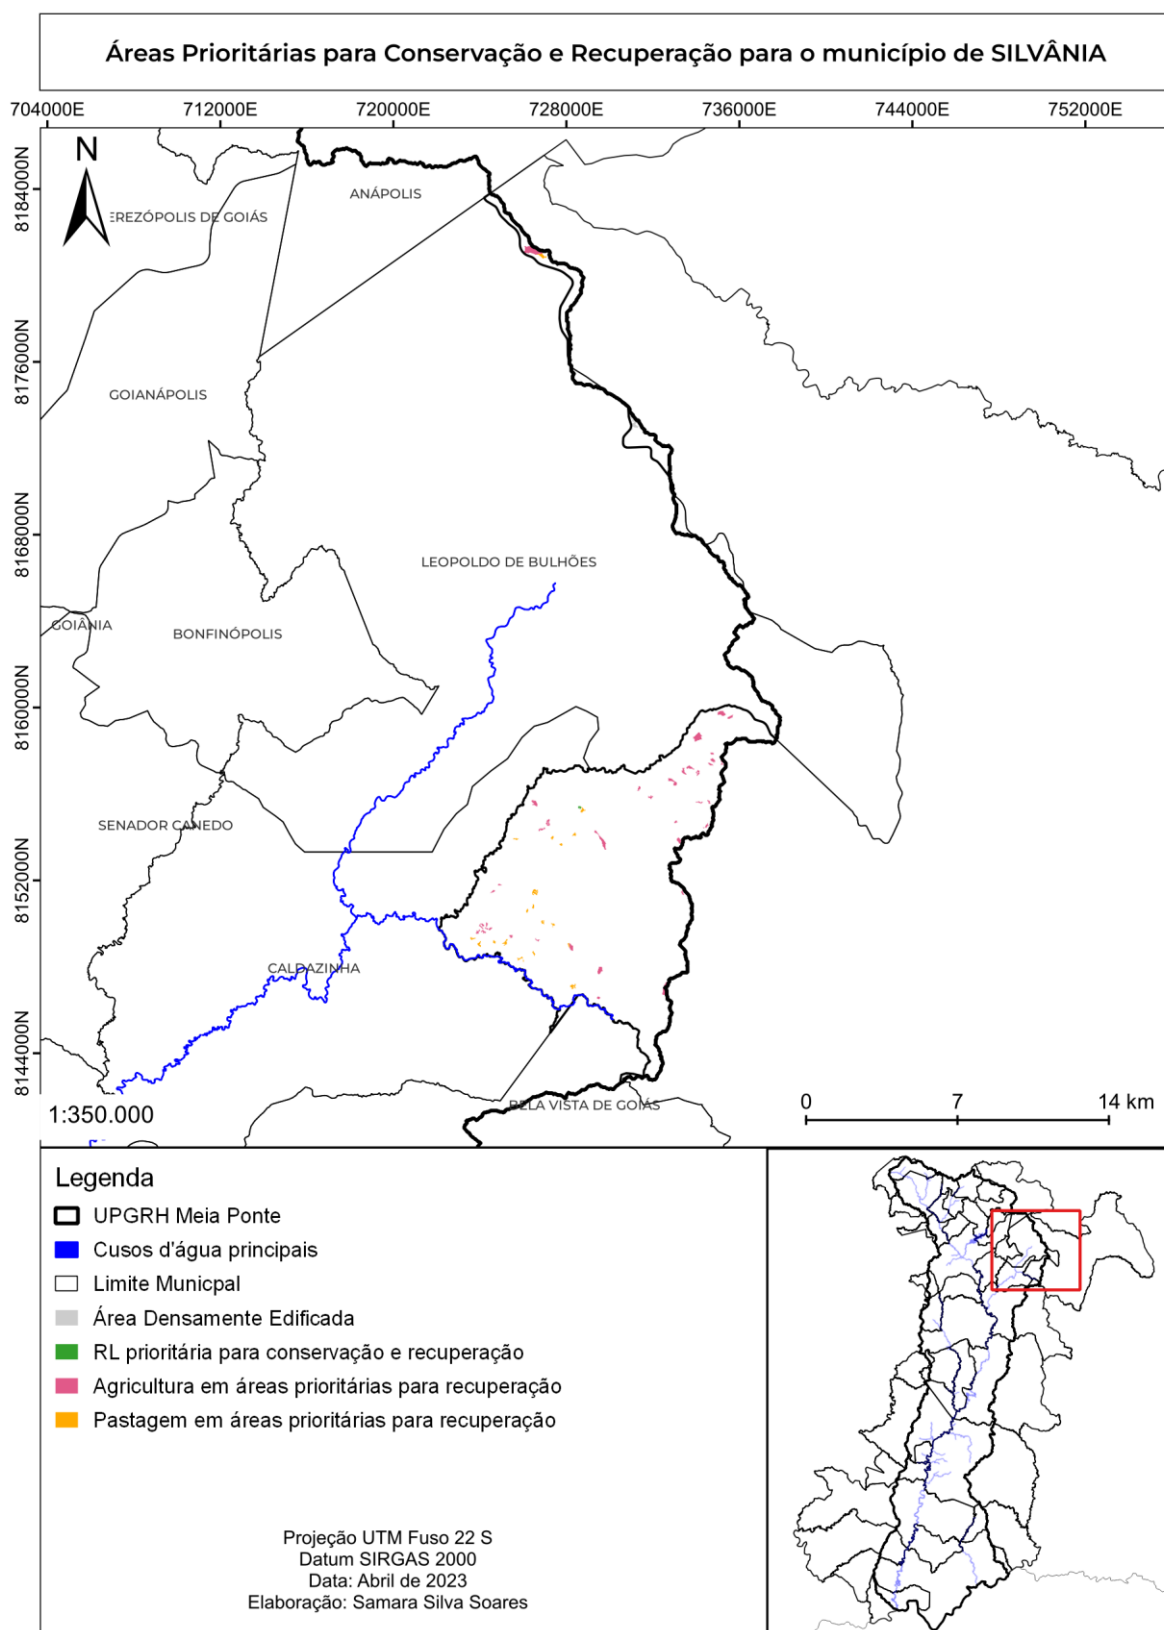 Áreas Prioritárias para Conservação e Recuperação para o município de SILVÂNIA
704000E 712000E 720000E 728000E 736000E 744000E 752000E
N
8184000N
8176000N
8168000N
8160000N
8152000N
8144000N
ANÁPOLIS
EREZÓPOLIS DE GOIÁS
GOIANÁPOLIS
LEOPOLDO DE BULHÕES
GOIÂNIA
BONFINÓPOLIS
SENADOR CANEDO
CALDAZINHA
BELA VISTA DE GOIÁS
1:350.000
0 7 14 km
Legenda
UPGRH Meia Ponte
Cusos d'água principais
Limite Municpal
Área Densamente Edificada
RL prioritária para conservação e recuperação
Agricultura em áreas prioritárias para recuperação
Pastagem em áreas prioritárias para recuperação
Projeção UTM Fuso 22 S
Datum SIRGAS 2000
Data: Abril de 2023
Elaboração: Samara Silva Soares